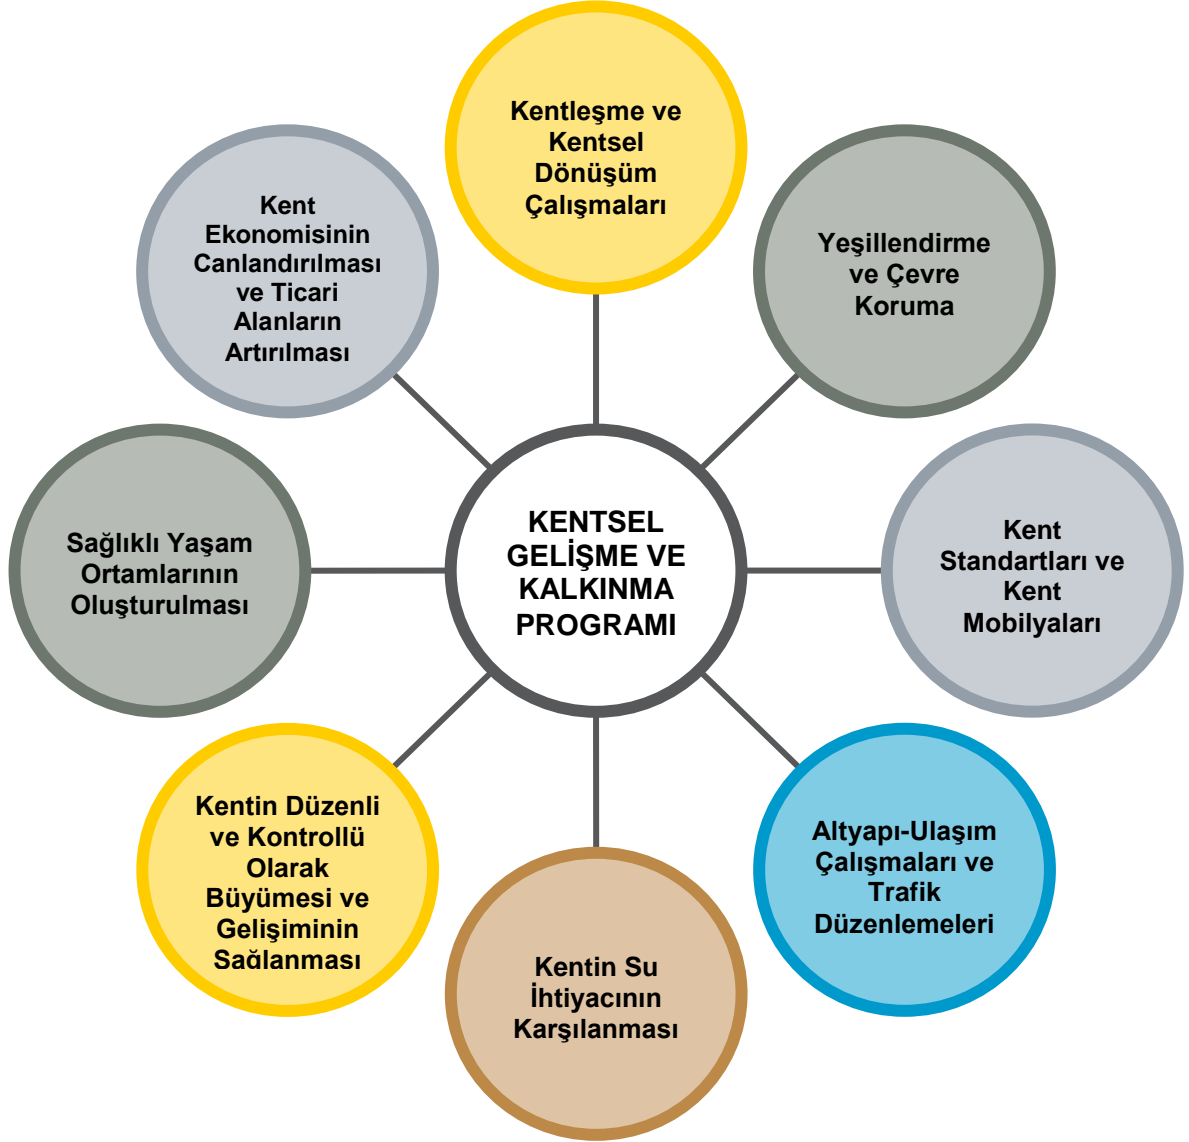 Kentleşme ve
Kentsel
Dönüşüm
Çalışmaları
Yeşillendirme
ve Çevre
Koruma
Kent
Standartları ve
Kent
Mobilyaları
Altyapı-Ulaşım
Çalışmaları ve
Trafik
Düzenlemeleri
Kentin Su
İhtiyacının
Karşılanması
Kentin Düzenli
ve Kontrollü
Olarak
Büyümesi ve
Gelişiminin
Sağlanması
Sağlıklı Yaşam
Ortamlarının
Oluşturulması
Kent
Ekonomisinin
Canlandırılması
ve Ticari
Alanların
Artırılması
KENTSEL
GELİŞME VE
KALKINMA
PROGRAMI